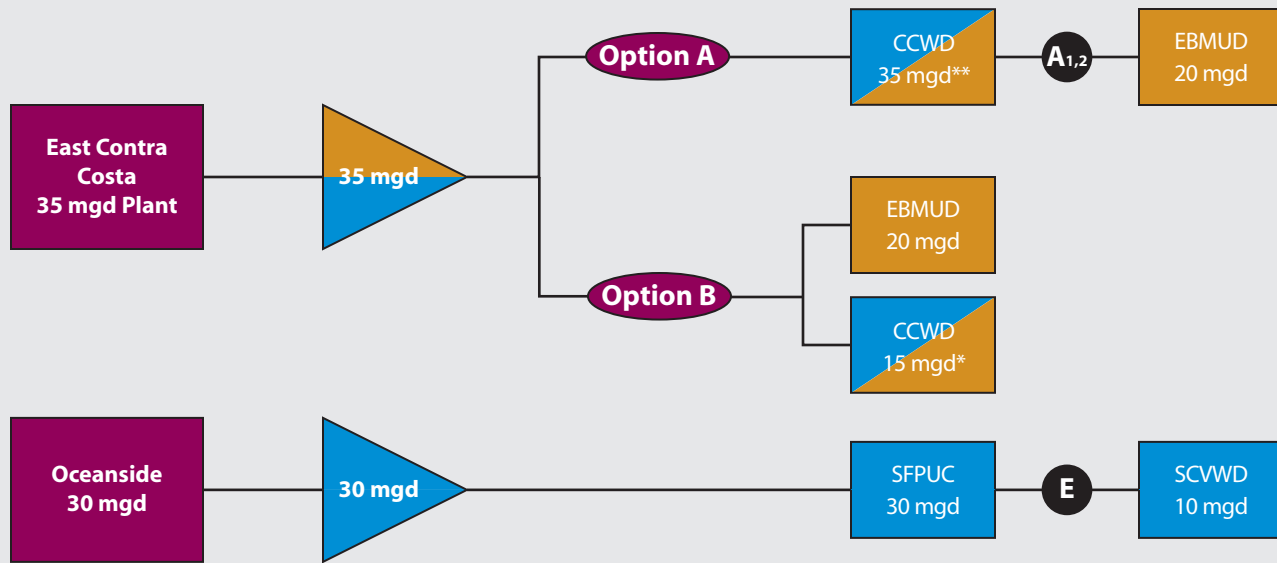 East Contra
Costa
35 mgd Plant
35 mgd
Option A
CCWD
35 mgd**
A1,2
EBMUD
20 mgd
Option B
EBMUD
20 mgd
CCWD
15 mgd*
Oceanside
30 mgd
30 mgd
SFPUC
30 mgd
E
SCVWD
10 mgd